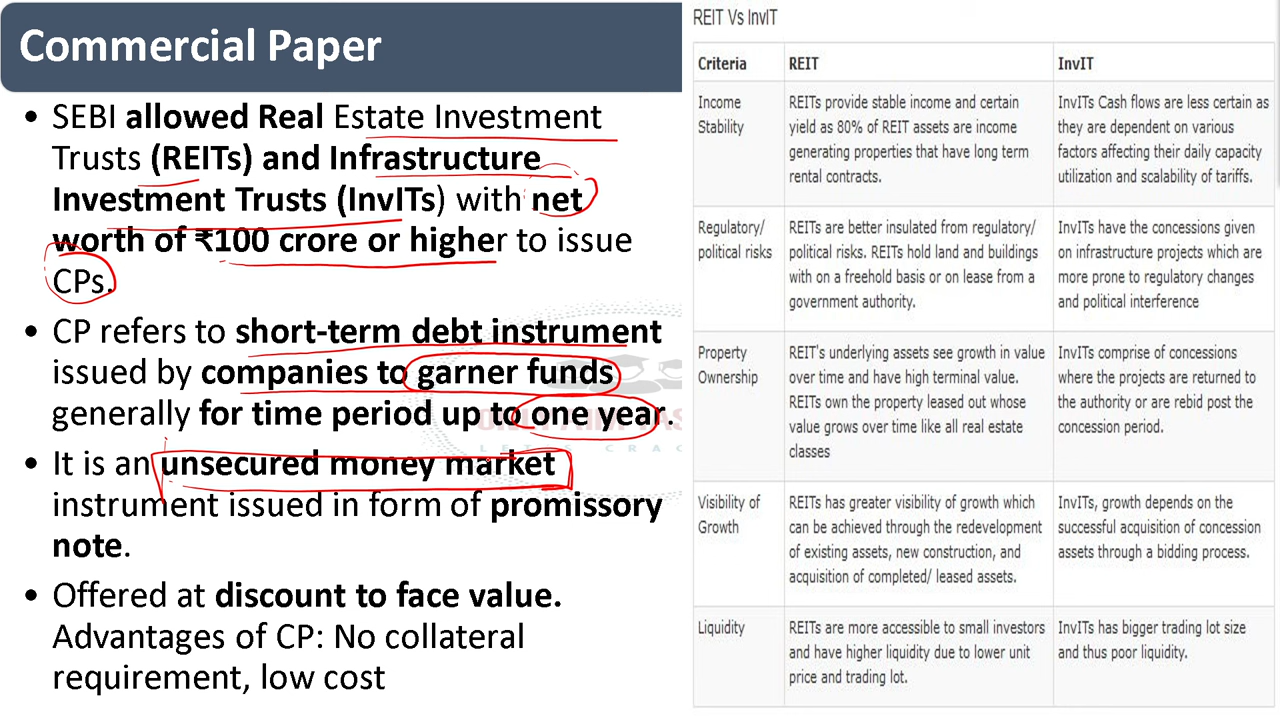 Commercial Paper
• SEBI allowed Real Estate Investment
Trusts (REITs) and Infrastructure
Investment Trusts (InvITs) with net
worth of ₹100 crore or higher to issue
CPs.
• CP refers to short-term debt instrument
issued by companies to garner funds
generally for time period up to one year.
• It is an unsecured money market
instrument issued in form of promissory
note.
• Offered at discount to face value.
Advantages of CP: No collateral
requirement, low cost
REIT Vs InvIT
Criteria REIT InvIT
Income
Stability
REITs provide stable income and certain
yield as 80% of REIT assets are income
generating properties that have long term
rental contracts.
InvITs Cash flows are less certain as
they are dependent on various
factors affecting their daily capacity
utilization and scalability of tariffs.
Regulatory/
political risks
REITs are better insulated from regulatory/
political risks. REITs hold land and buildings
with on a freehold basis or on lease from a
government authority.
InvITs have the concessions given
on infrastructure projects which are
more prone to regulatory changes
and political interference
Property
Ownership
REIT's underlying assets see growth in value
over time and have high terminal value.
REITs own the property leased out whose
value grows over time like all real estate
classes
InvITs comprise of concessions
where the projects are returned to
the authority or are rebid post the
concession period.
Visibility of
Growth
REITs has greater visibility of growth which
can be achieved through the redevelopment
of existing assets, new construction, and
acquisition of completed/ leased assets.
InvITs, growth depends on the
successful acquisition of concession
assets through a bidding process.
Liquidity
REITs are more accessible to small investors
and have higher liquidity due to lower unit
price and trading lot.
InvITs has bigger trading lot size
and thus poor liquidity.